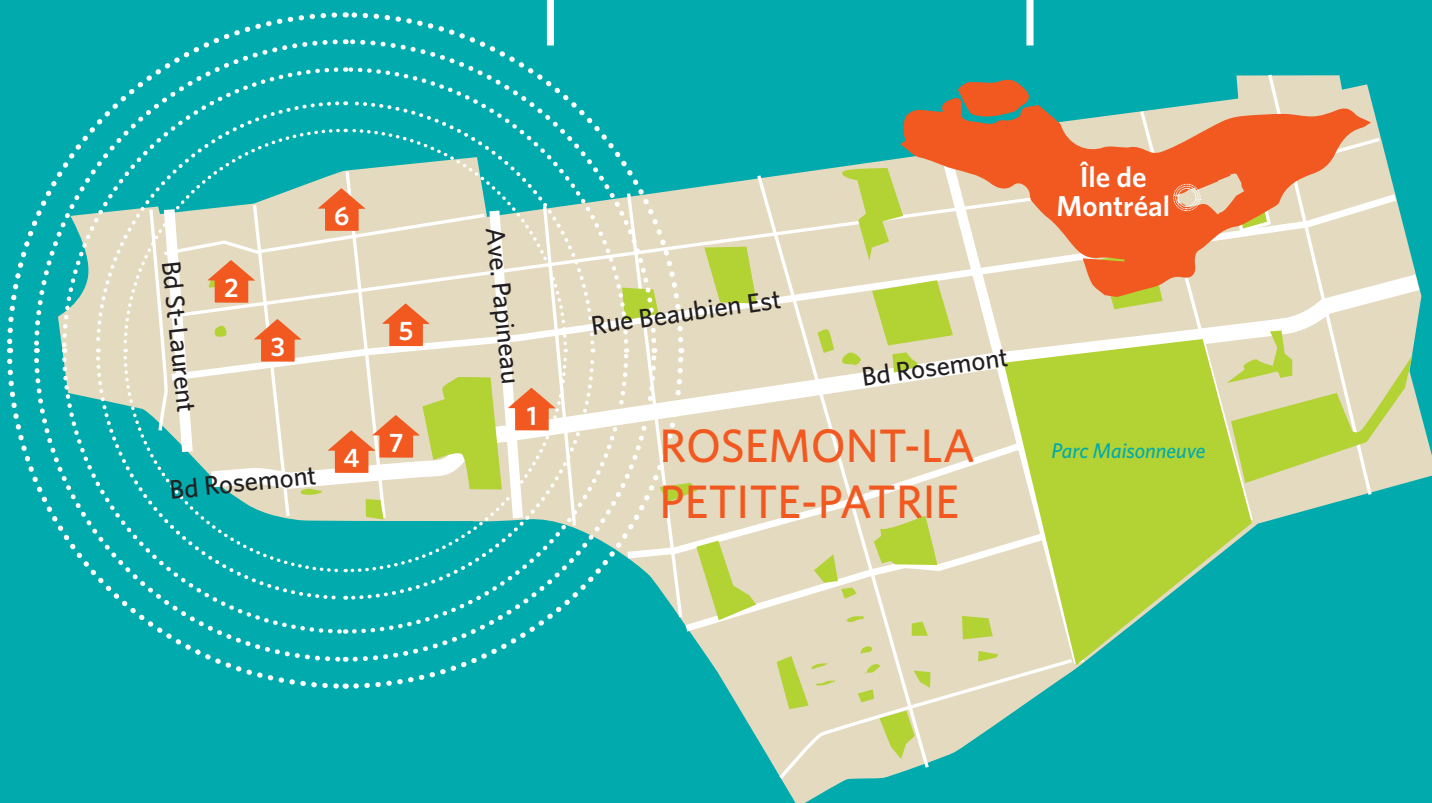 Île de
Montréal
6
2
3
5
1
4
7
Bd St-Laurent
Ave. Papineau
Rue Beaubien Est
Bd Rosemont
Bd Rosemont
ROSEMONT-LA
PETITE-PATRIE
Parc Maisonneuve